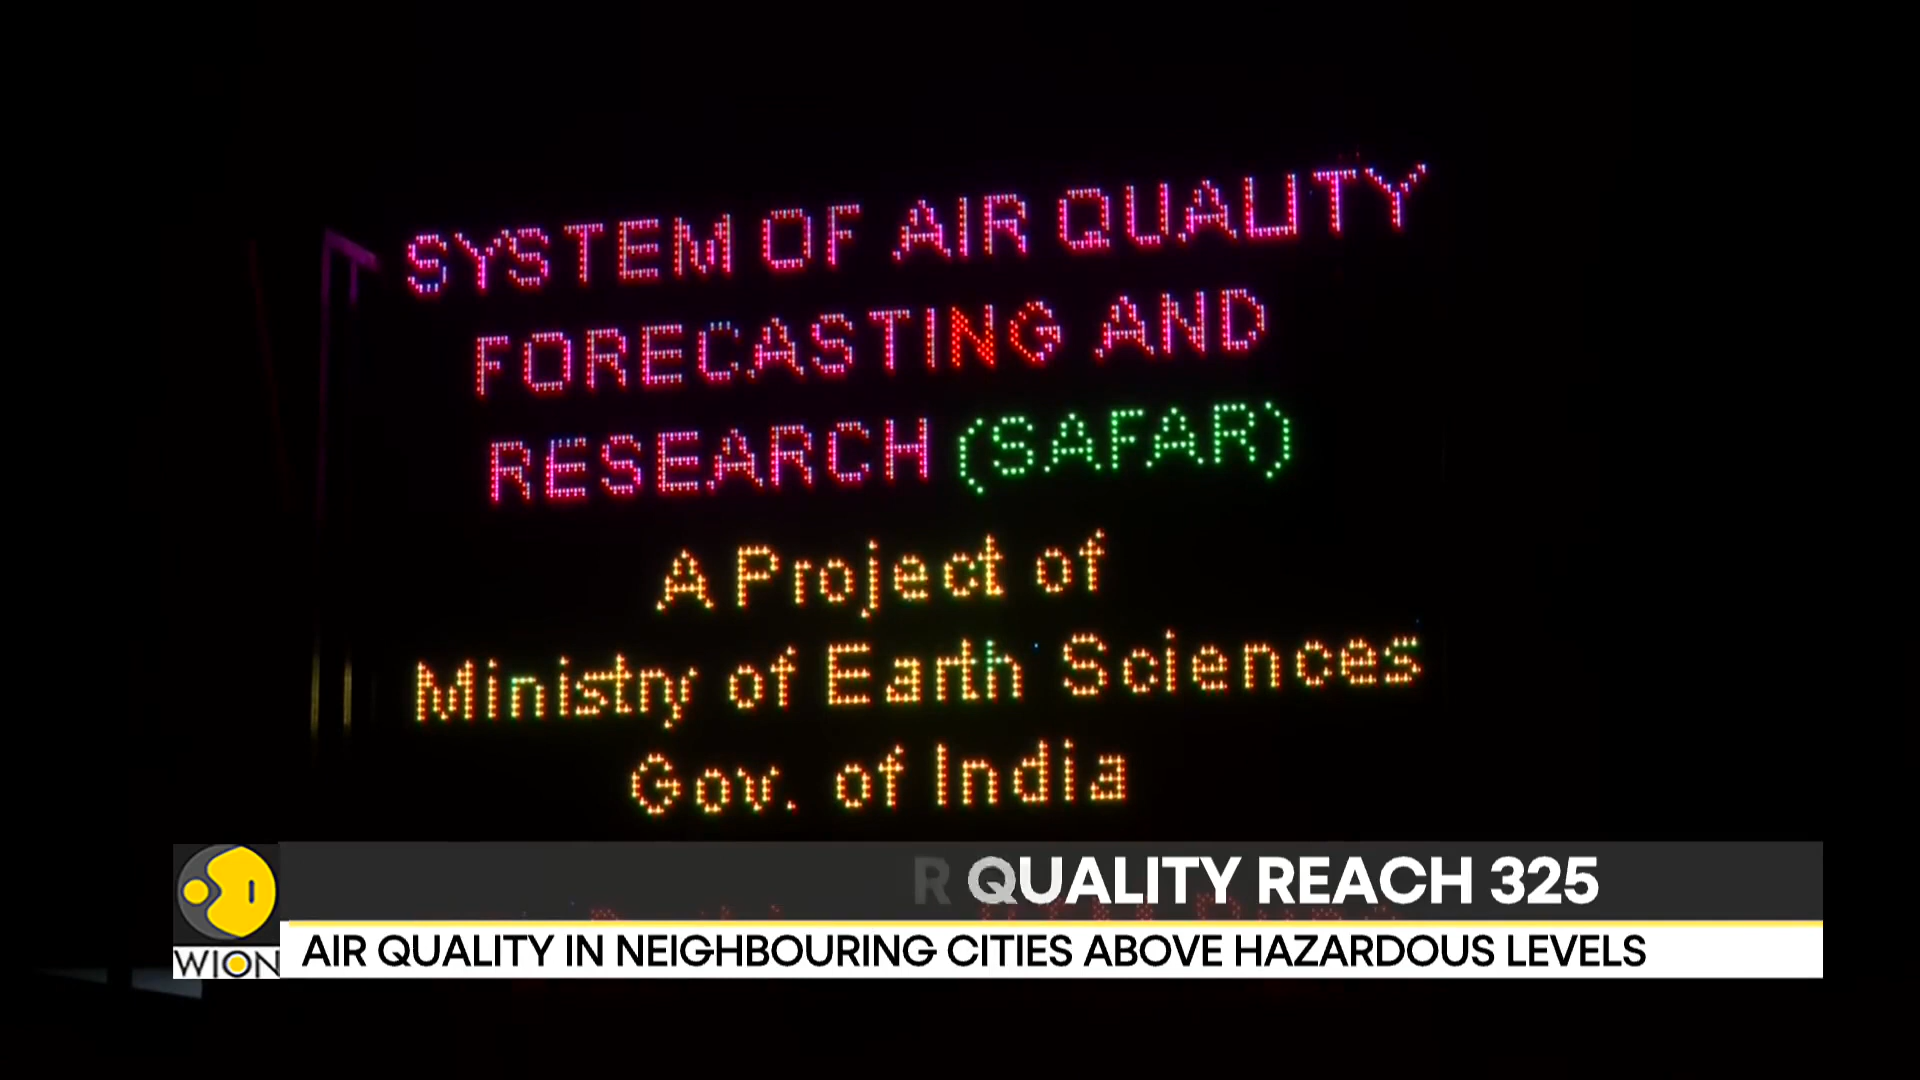 SYSTEM OF AIR QUALITY
FORECASTING AND
RESEARCH (SAFAR)
A Project of
Ministry of Earth Sciences
Gov. of India
R QUALITY REACH 325
AIR QUALITY IN NEIGHBOURING CITIES ABOVE HAZARDOUS LEVELS
WION